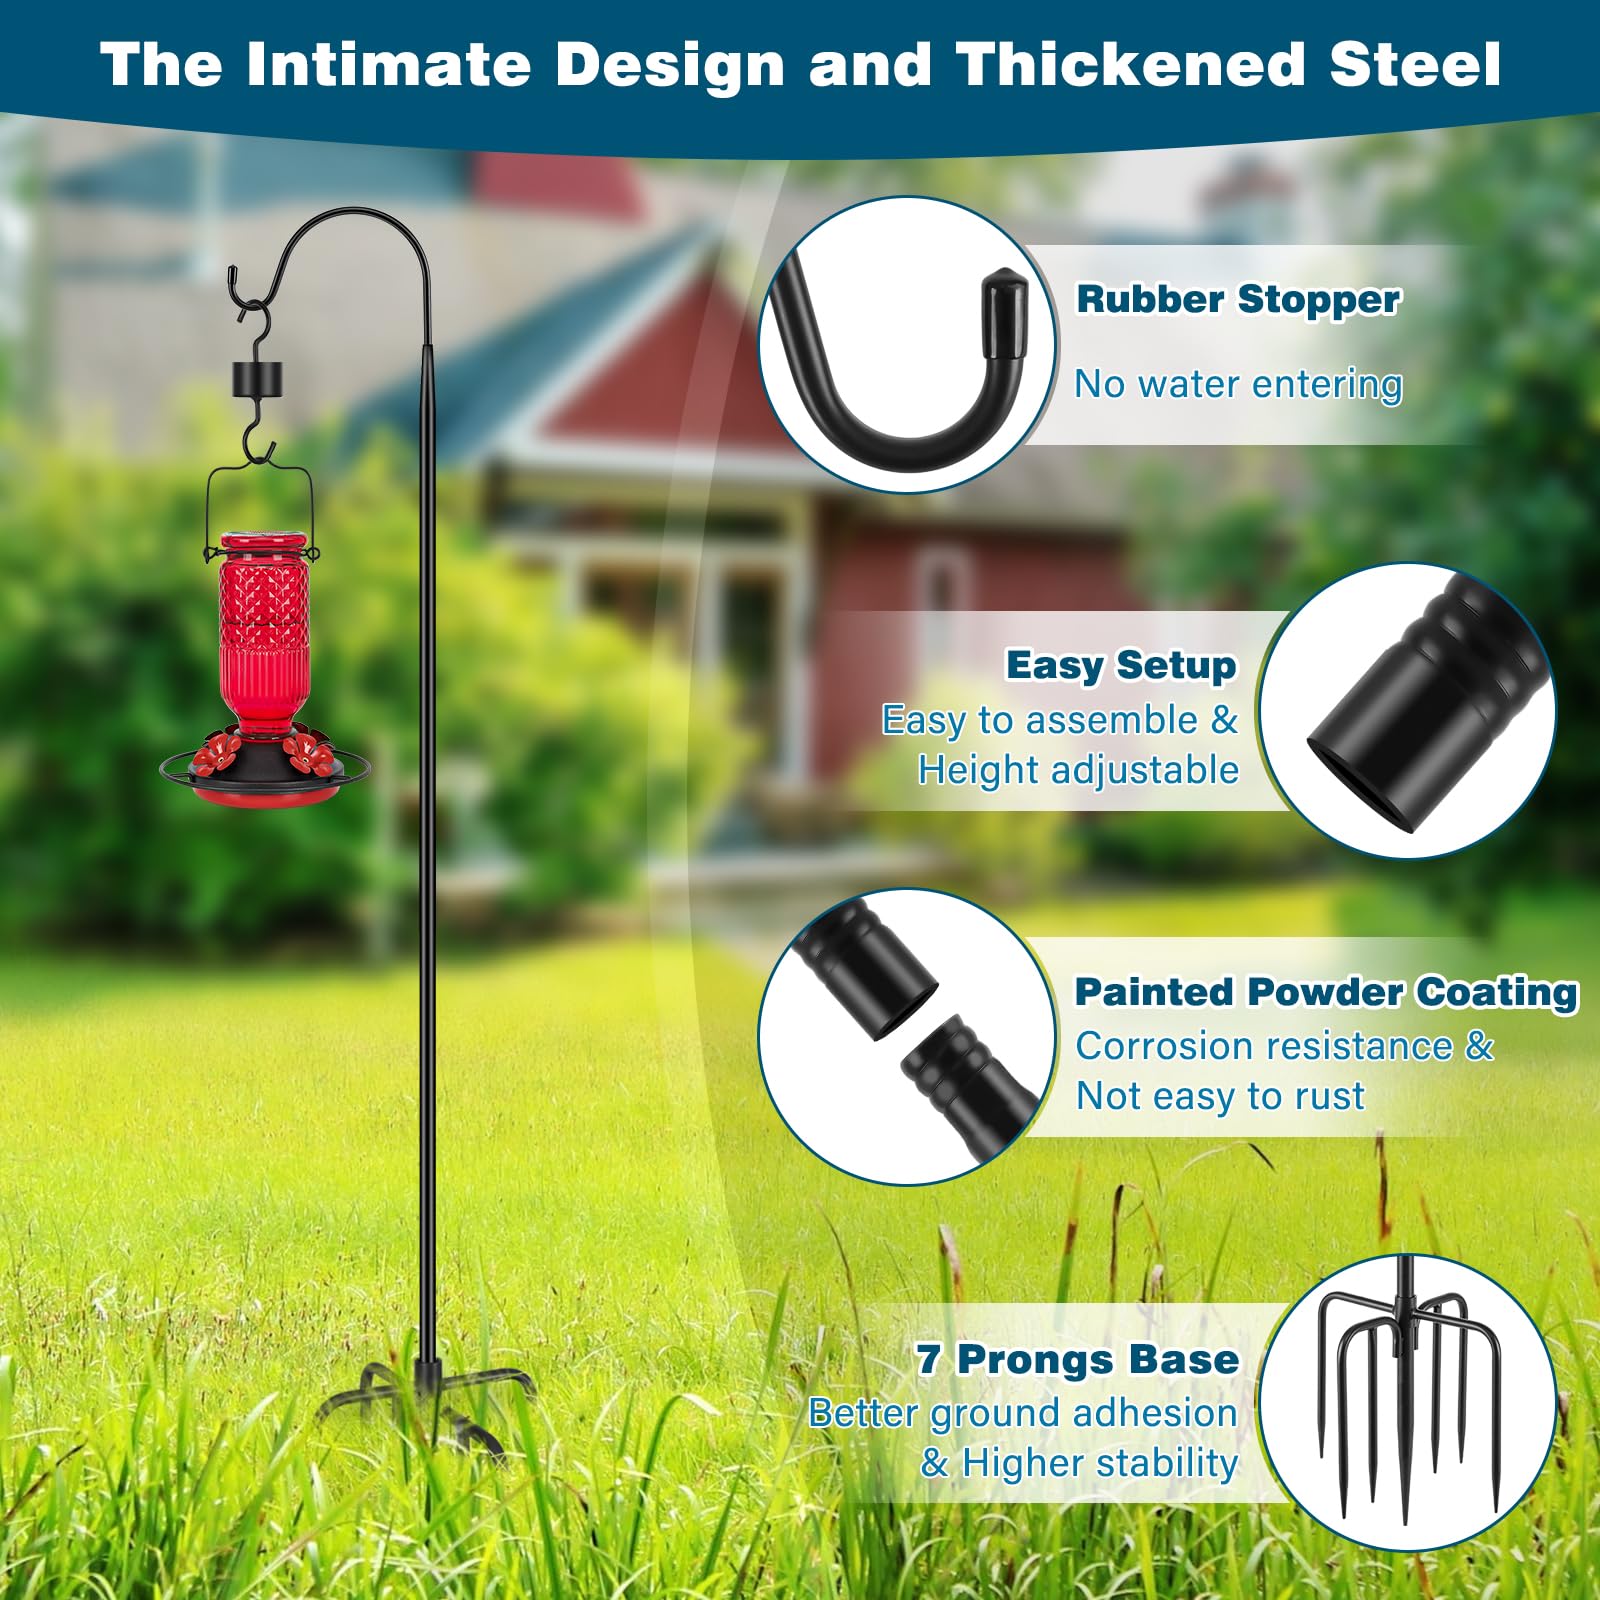 The Intimate Design and Thickened Steel
Rubber Stopper
No water entering
Easy Setup
Easy to assemble &
Height adjustable
Painted Powder Coating
Corrosion resistance &
Not easy to rust
7 Prongs Base
Better ground adhesion
& Higher stability